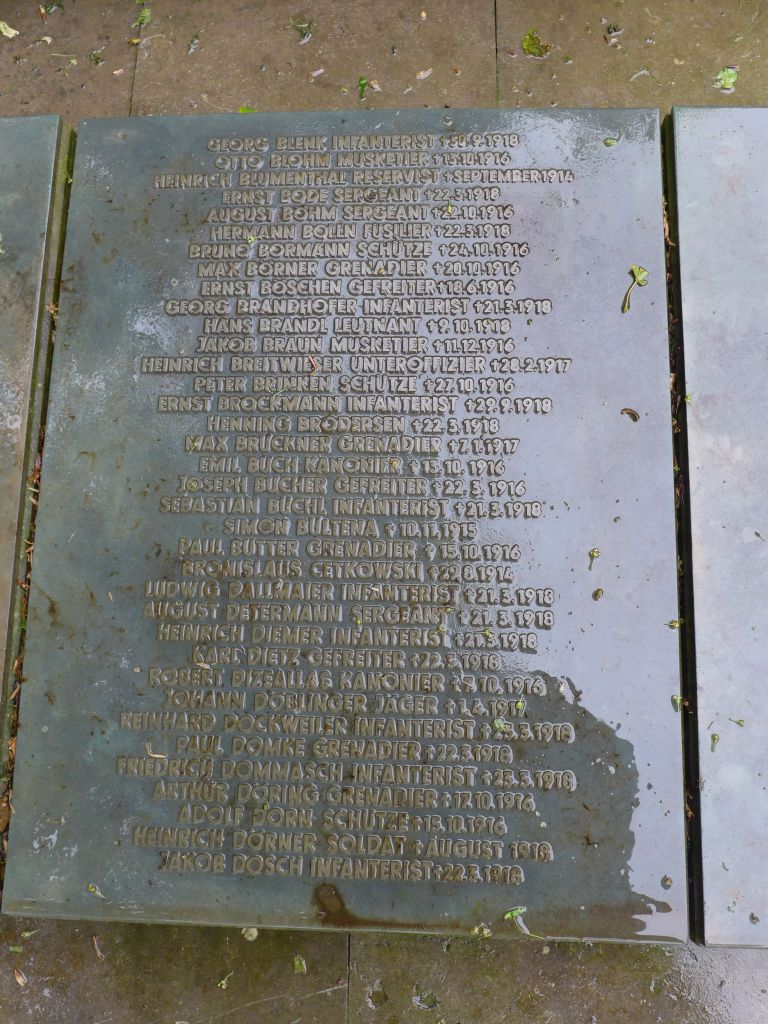 GEORG BLENK INFANTERIST †30.9.1918
OTTO BLOHM MUSKETIER †15.10.1916
HEINRICH BLUMENTHAL RESERVIST †SEPTEMBER 1914
ERNST BODE SERGEANT †22.3.1918
AUGUST BÖHM SERGEANT †22.10.1916
HERMANN BOLLN FÜSILIER †22.3.1918
BRUNO BORMANN SCHÜTZE †24.10.1916
MAX BÖRNER GRENADIER †20.10.1916
ERNST BÖSCHEN GEFREITER †18.6.1916
GEORG BRANDHOFER INFANTERIST †21.3.1918
HANS BRANDL LEUTNANT †9.10.1918
JAKOB BRAUN MUSKETIER †11.12.1916
HEINRICH BREITWIESER UNTEROFFIZIER †28.2.1917
PETER BRINKEN SCHÜTZE †27.10.1916
ERNST BROCKMANN INFANTERIST †29.9.1918
HENNING BRODERSEN †22.3.1918
MAX BRÜCKNER GRENADIER †7.1.1917
EMIL BUCH KANONIER †13.10.1916
JOSEPH BUCHER GEFREITER †22.3.1916
SEBASTIAN BÜCHL INFANTERIST †21.3.1918
SIMON BULTENA †10.11.1915
PAUL BÜTTER GRENADIER †15.10.1916
BRONISLAUS CETKOWSKI †29.8.1914
LUDWIG DALLMAIER INFANTERIST †21.3.1918
AUGUST DETERMANN SERGEANT †21.3.1918
HEINRICH DIEMER INFANTERIST †21.3.1918
KARL DIETZ GEFREITER †22.3.1918
ROBERT KANONIER †7.10.1916
JOHANN DÖBLINGER JÄGER †1.4.1917
REINHARD DOCKWEILER INFANTERIST †23.3.1918
PAUL DOMKE GRENADIER †22.3.1918
FRIEDRICH DOMMASCH INFANTERIST †23.3.1918
ARTHUR DÖRING GRENADIER †17.10.1916
ADOLF DORN SCHÜTZE †15.10.1916
HEINRICH DÖRNER SOLDAT †AUGUST 1918
JAKOB DOSCH INFANTERIST †22.3.1918